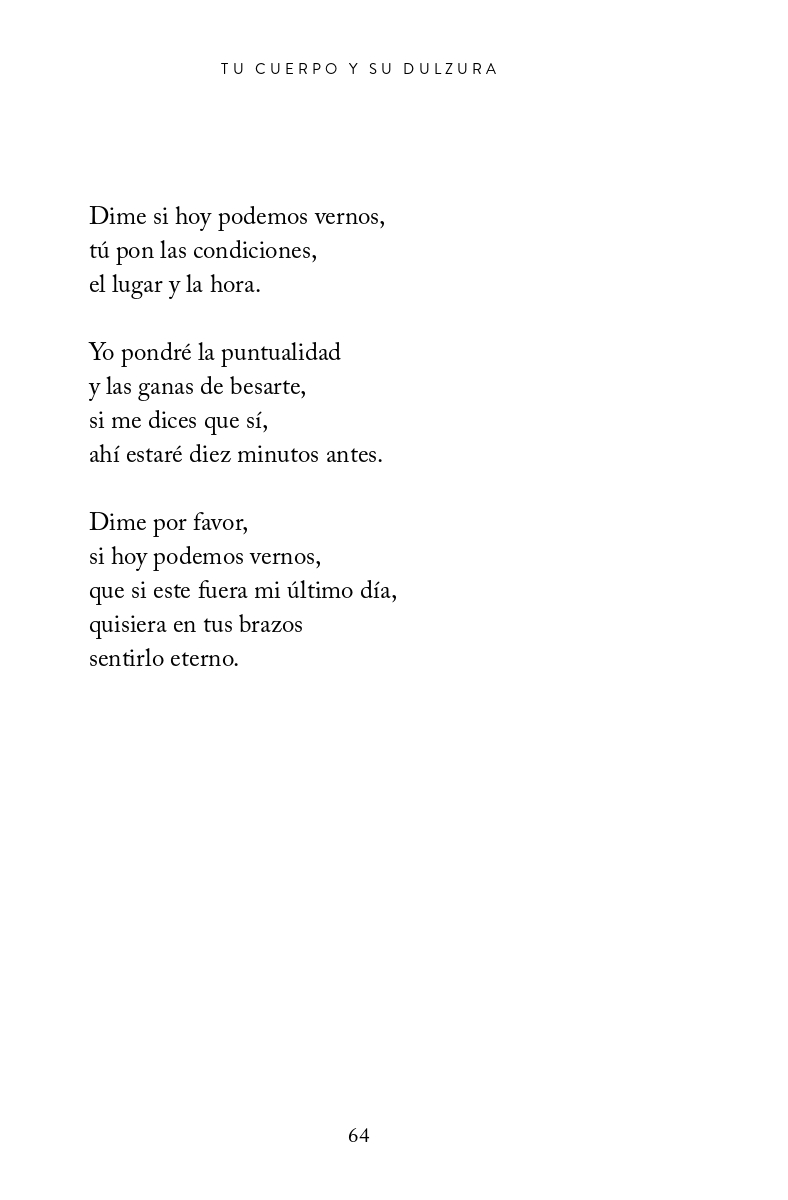 TU CUERPO Y SU DULZURA
Dime si hoy podemos vernos,
tú pon las condiciones,
el lugar y la hora.
Yo pondré la puntualidad
y las ganas de besarte,
si me dices que sí,
ahí estaré diez minutos antes.
Dime por favor,
si hoy podemos vernos,
que si este fuera mi último día,
quisiera en tus brazos
sentirlo eterno.
64